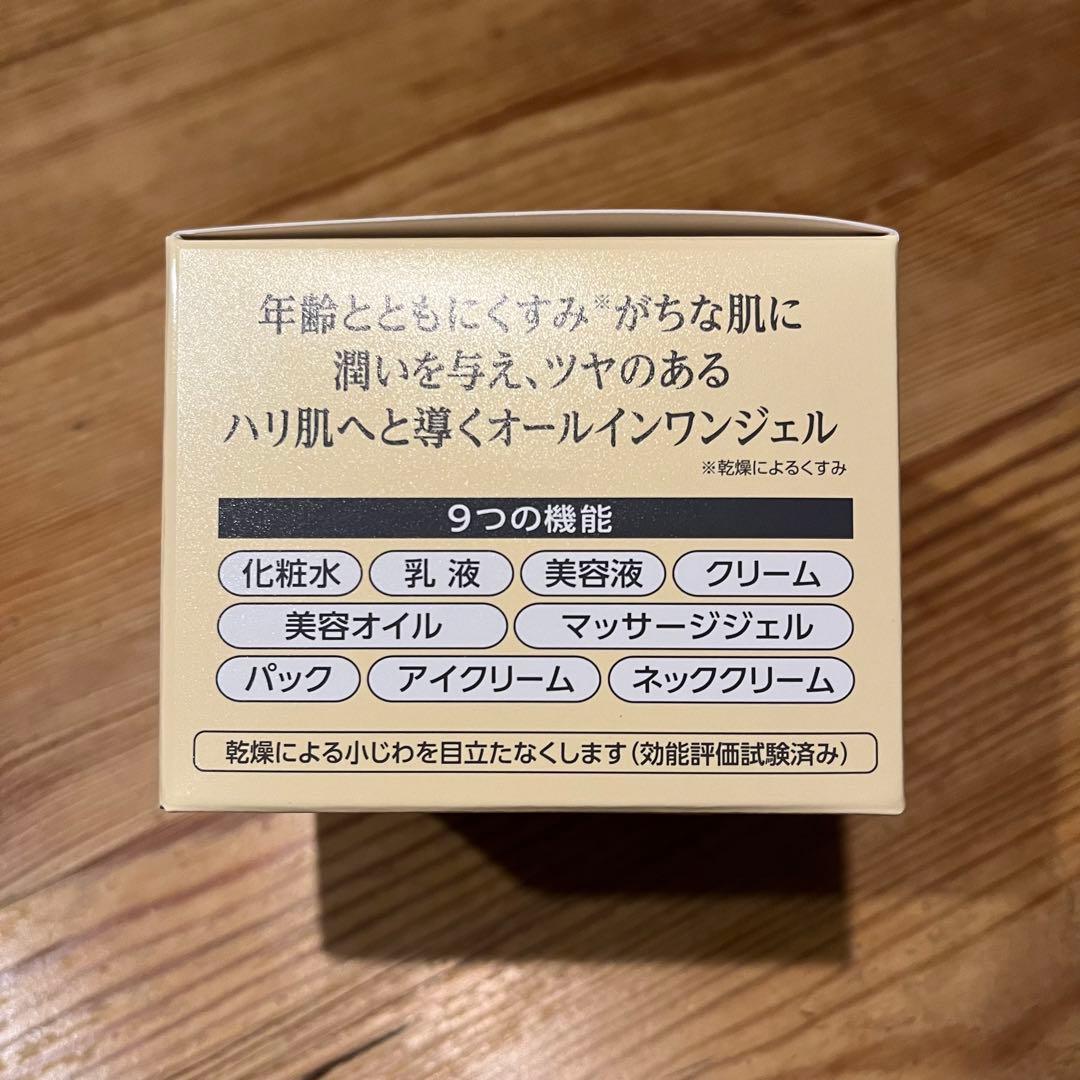 年齢とともにくすみ※がちな肌に
潤いを与え、ツヤのある
ハリ肌へと導くオールインワンジェル
※乾燥によるくすみ
9つの機能
化粧水 乳液 美容液 クリーム
美容オイル マッサージジェル
パック アイクリーム ネッククリーム
乾燥による小じわを目立たなくします(効能評価試験済み)